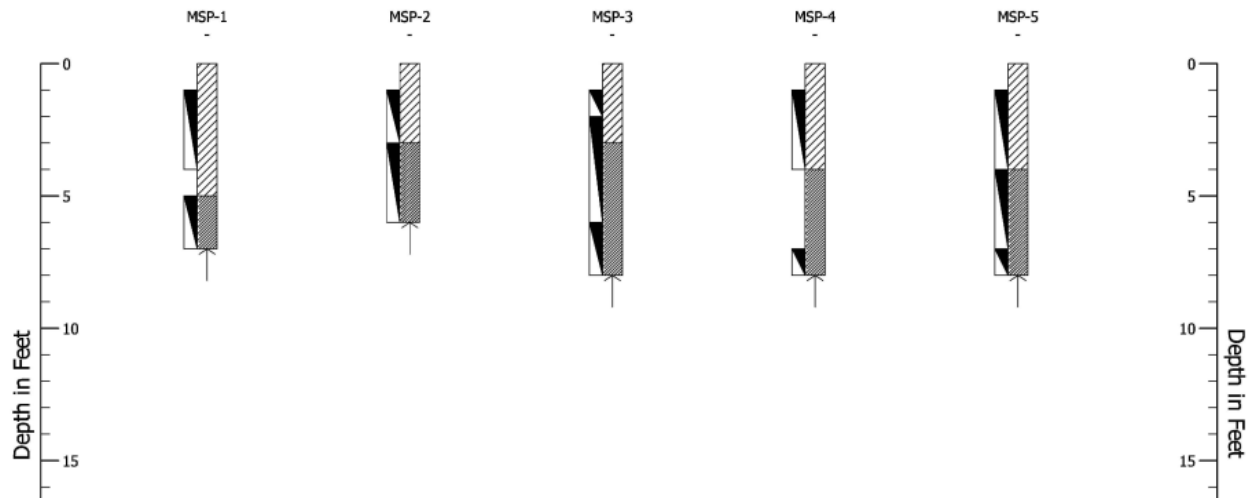 MSP-1 MSP-2 MSP-3 MSP-4 MSP-5
- - - - -
0 0
5 5
10 10
15 15
Depth in Feet
Depth in Feet